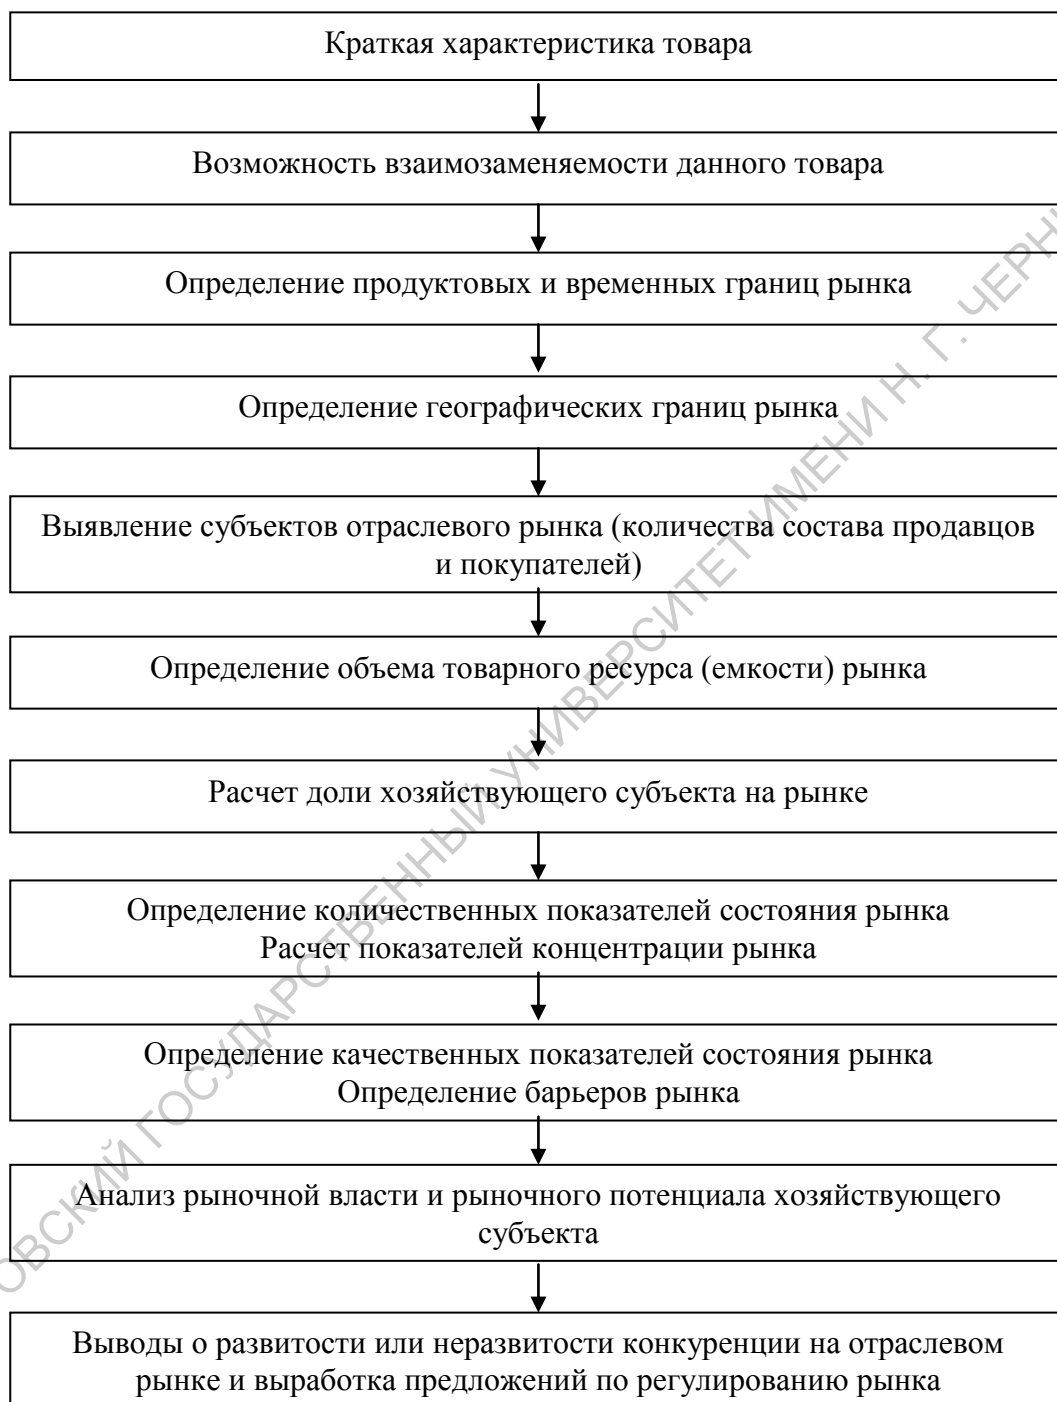 Краткая характеристика товара
Возможность взаимозаменяемости данного товара
Определение продуктовых и временных границ рынка
Определение географических границ рынка
Выявление субъектов отраслевого рынка (количества состава продавцов
и покупателей)
Определение объема товарного ресурса (емкости) рынка
Расчет доли хозяйствующего субъекта на рынке
Определение количественных показателей состояния рынка
Расчет показателей концентрации рынка
Определение качественных показателей состояния рынка
Определение барьеров рынка
Анализ рыночной власти и рыночного потенциала хозяйствующего
субъекта
Выводы о развитости или неразвитости конкуренции на отраслевом
рынке и выработка предложений по регулированию рынка
ГОСУДАРСТВЕННЫЙ УНИВЕРСИТЕТ ИМЕНИ Н. Г.